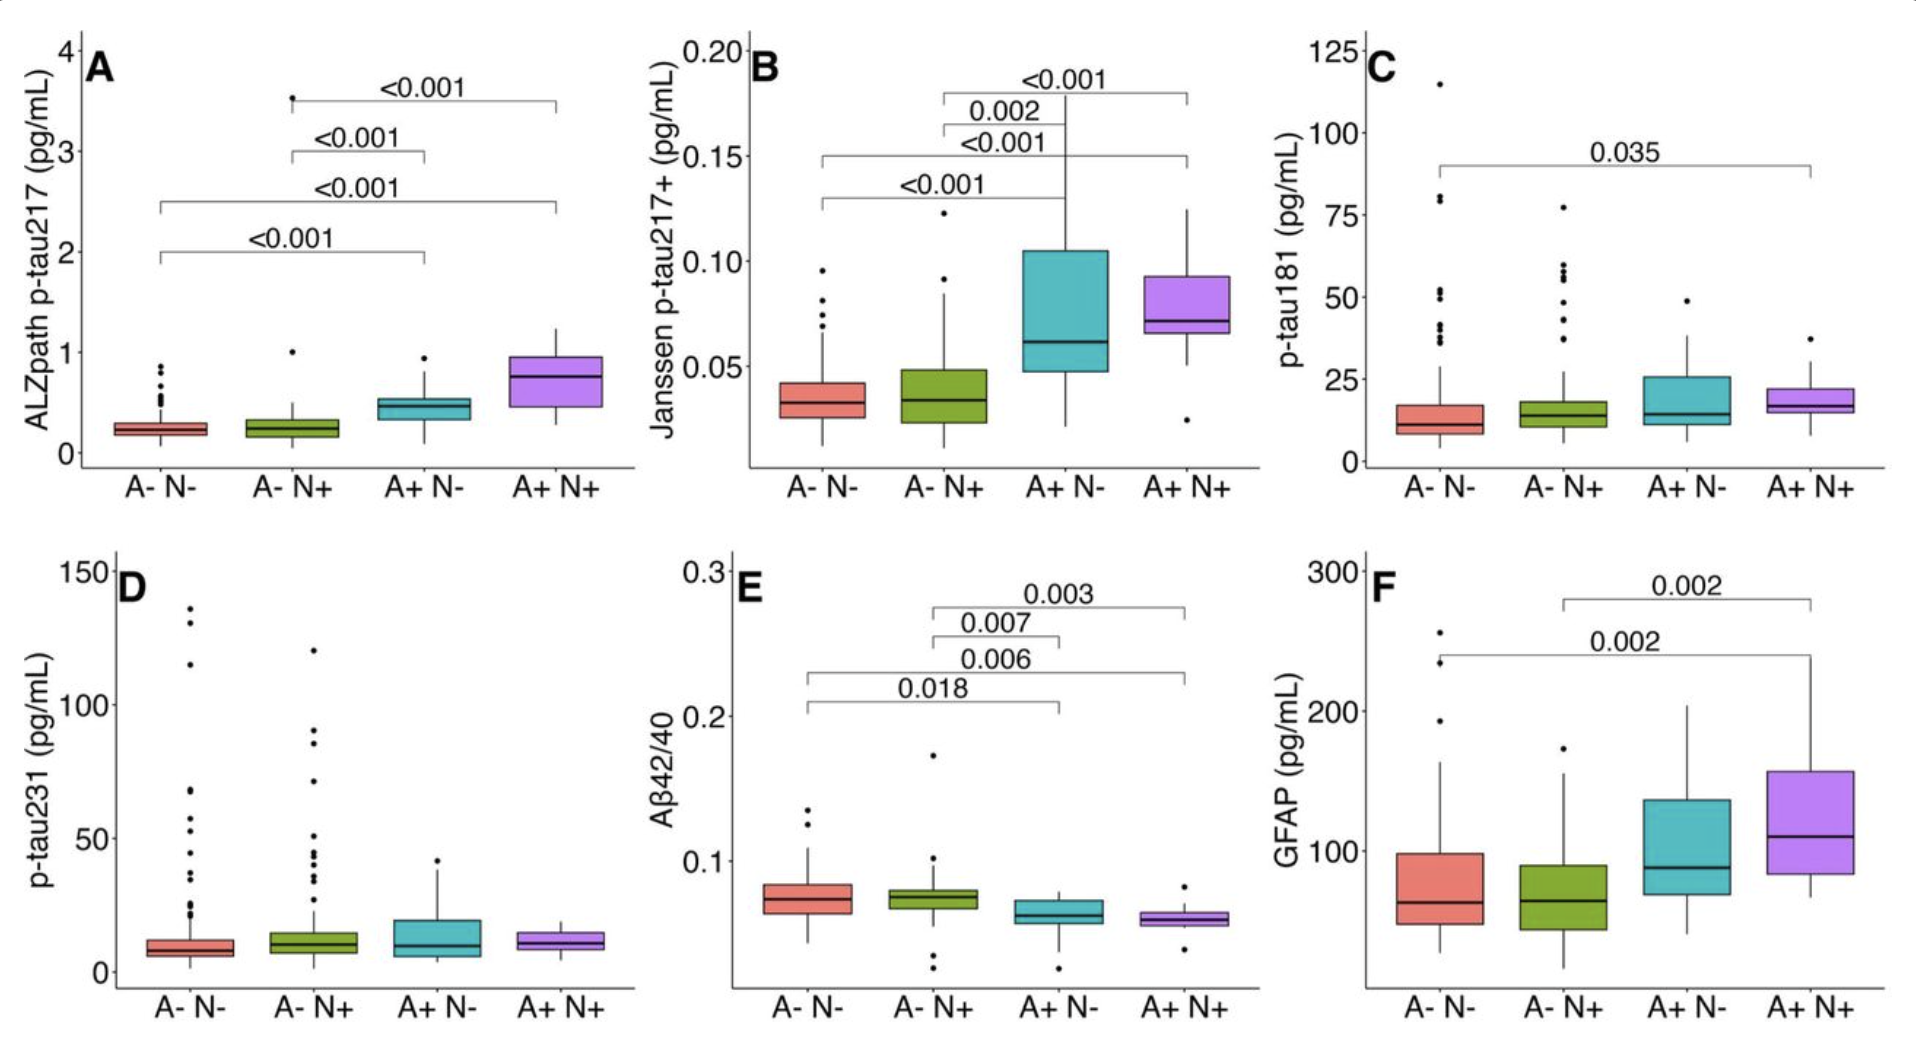 A
ALZpath p-tau217 (pg/mL)
4
3
2
1
0
<0.001
<0.001
<0.001
<0.001
A- N-
A- N+
A+ N-
A+ N+
B
Janssen p-tau217+ (pg/mL)
0.20
0.15
0.10
0.05
<0.001
0.002
<0.001
<0.001
A- N-
A- N+
A+ N-
A+ N+
C
p-tau181 (pg/mL)
125
100
75
50
25
0
0.035
A- N-
A- N+
A+ N-
A+ N+
D
p-tau231 (pg/mL)
150
100
50
0
A- N-
A- N+
A+ N-
A+ N+
E
Aβ42/40
0.3
0.2
0.1
0.003
0.007
0.006
0.018
A- N-
A- N+
A+ N-
A+ N+
F
GFAP (pg/mL)
300
200
100
0.002
0.002
A- N-
A- N+
A+ N-
A+ N+